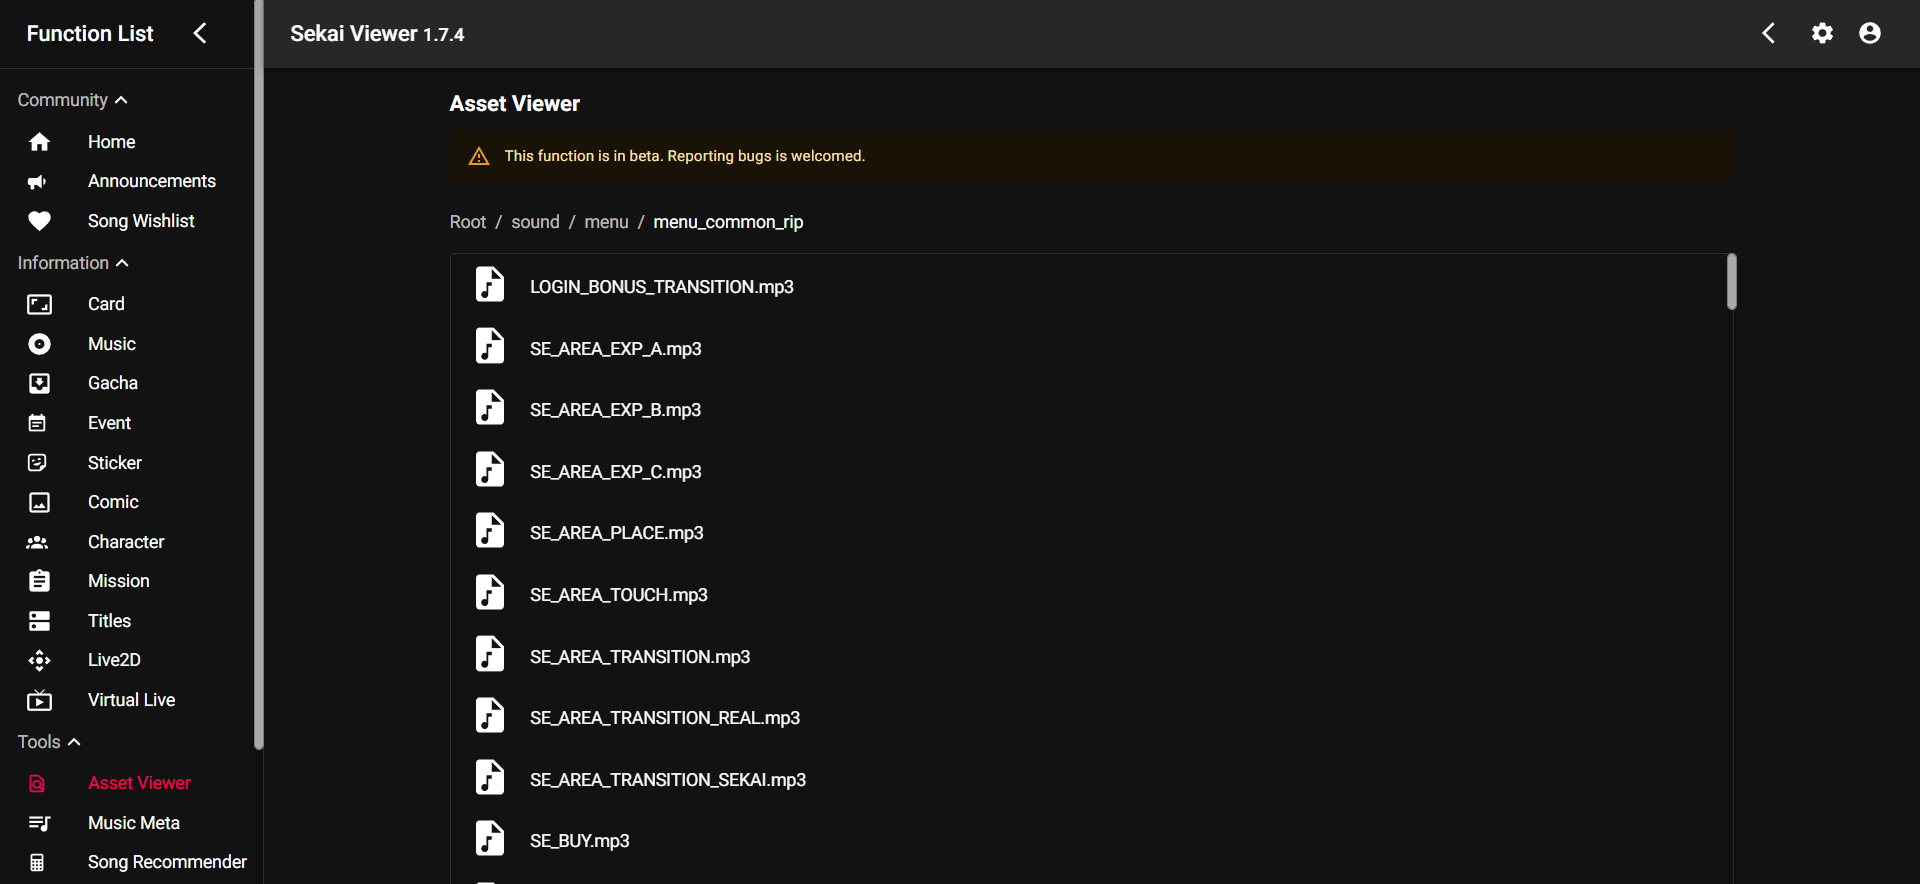 Function List
Sekai Viewer 1.7.4
Community
Home
Announcements
Song Wishlist
Information
Card
Music
Gacha
Event
Sticker
Comic
Character
Mission
Titles
Live2D
Virtual Live
Tools
Asset Viewer
Music Meta
Song Recommender
Asset Viewer
This function is in beta. Reporting bugs is welcomed.
Root / sound / menu / menu_common_rip
LOGIN_BONUS_TRANSITION.mp3
SE_AREA_EXP_A.mp3
SE_AREA_EXP_B.mp3
SE_AREA_EXP_C.mp3
SE_AREA_PLACE.mp3
SE_AREA_TOUCH.mp3
SE_AREA_TRANSITION.mp3
SE_AREA_TRANSITION_REAL.mp3
SE_AREA_TRANSITION_SEKAI.mp3
SE_BUY.mp3